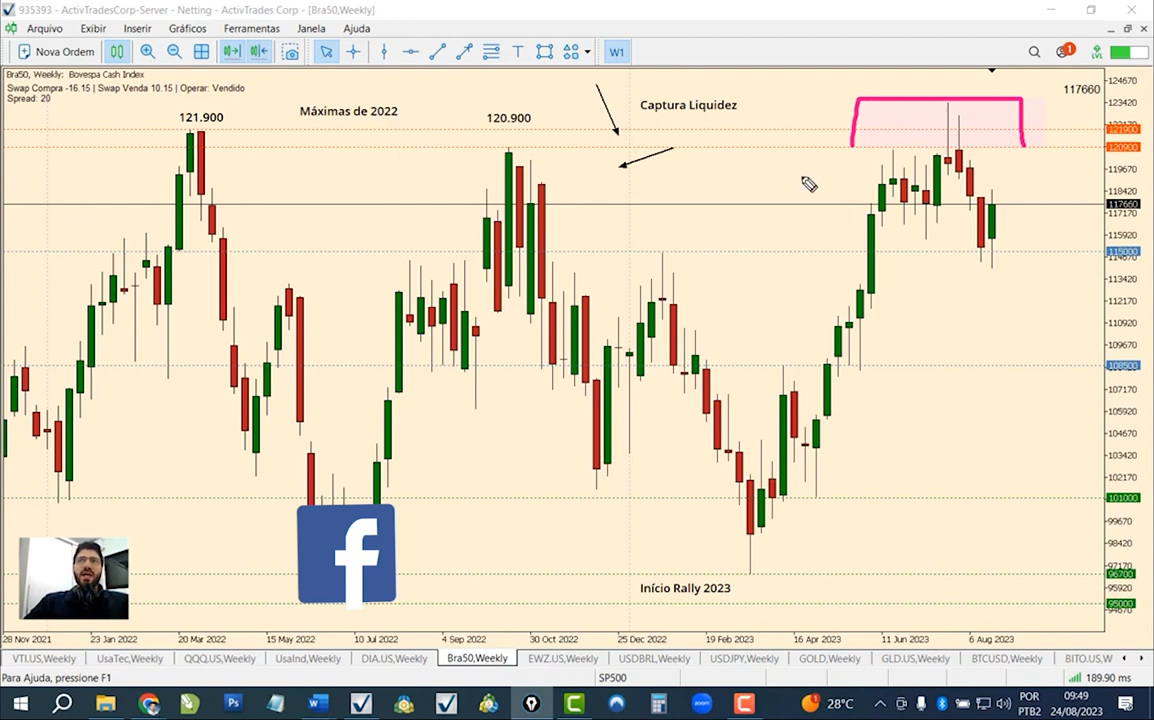 935393 - ActivTradesCorp-Server - Netting - ActivTrades Corp - [Bra50,Weekly]
Arquivo Exibir Inserir Gráficos Ferramentas Janela Ajuda
Nova Ordem T W1 1 LVL
Bra50, Weekly: Bovespa Cash Index
Swap Compra -16.15 | Swap Venda 10.15 | Operar: Vendido
Spread: 20
Máximas de 2022
Captura Liquidez
121.900
120.900
117660
124670
123420
121900
120900
119670
118420
117660
117170
115920
115000
113420
112170
110920
109670
108500
107170
105920
104670
103420
102170
101000
99670
98420
97170
96700
95920
95000
Início Rally 2023
f
28 Nov 2021 23 Jan 2022 20 Mar 2022 15 May 2022 10 Jul 2022 4 Sep 2022 30 Oct 2022 25 Dec 2022 19 Feb 2023 16 Apr 2023 11 Jun 2023 6 Aug 2023
VTI.US,Weekly UsaTec,Weekly QQQ.US,Weekly UsaInd,Weekly DIA.US,Weekly Bra50,Weekly EWZ.US,Weekly USDBRL,Weekly USDJPY,Weekly GOLD,Weekly GLD.US,Weekly BTCUSD,Weekly BITO.US,W
Para Ajuda, pressione F1 SP500 189.90 ms
28°C POR 09:49
PTB2 24/08/2023